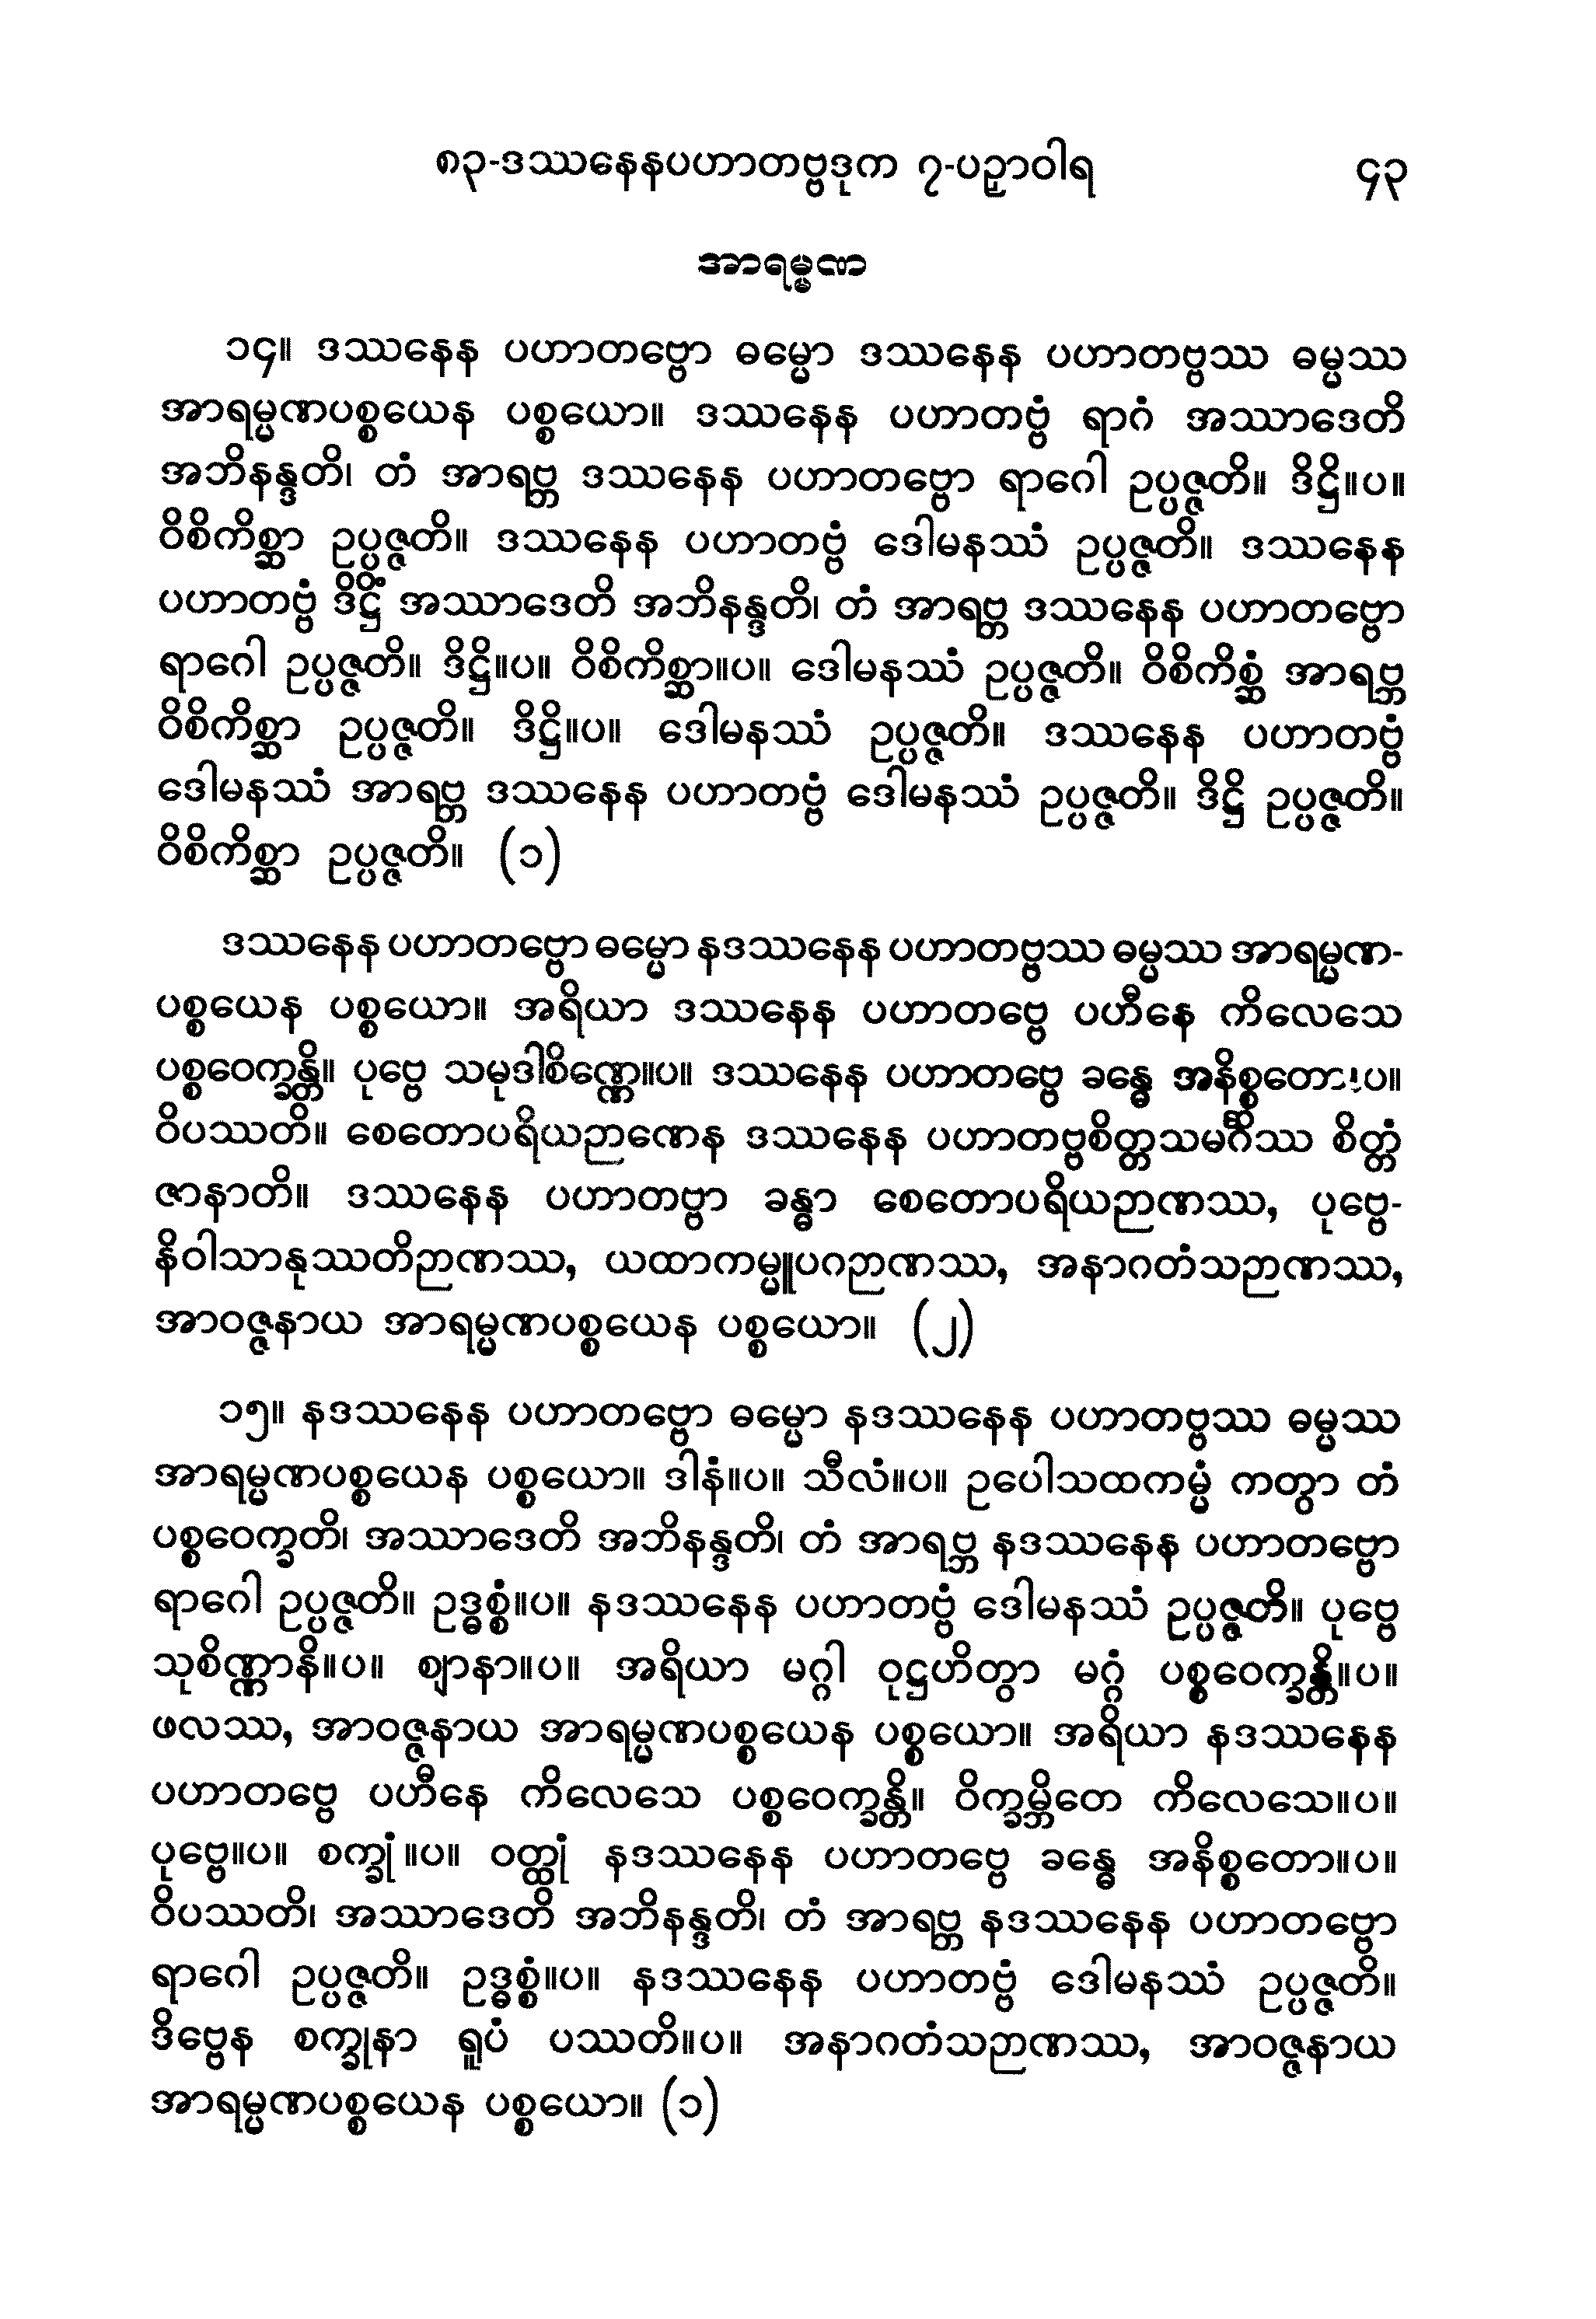 ၈၃-ဒဿနေနပဟာတဗ္ဗဒုက ၇-ပဉှာဝါရ ၄၃
အာရမ္မဏ
၁၄။ ဒဿနေန ပဟာတဗ္ဗော ဓမ္မော ဒဿနေန ပဟာတဗ္ဗဿ ဓမ္မဿ
အာရမ္မဏပစ္စယေန ပစ္စယော။ ဒဿနေန ပဟာတဗ္ဗံ ရာဂံ အဿာဒေတိ
အဘိနန္ဒတိ၊ တံ အာရဗ္ဘ ဒဿနေန ပဟာတဗ္ဗော ရာဂေါ ဥပ္ပဇ္ဇတိ။ ဒိဋ္ဌိ။ပ။
ဝိစိကိစ္ဆာ ဥပ္ပဇ္ဇတိ။ ဒဿနေန ပဟာတဗ္ဗံ ဒေါမနဿံ ဥပ္ပဇ္ဇတိ။ ဒဿနေန
ပဟာတဗ္ဗံ ဒိဋ္ဌိံ အဿာဒေတိ အဘိနန္ဒတိ၊ တံ အာရဗ္ဘ ဒဿနေန ပဟာတဗ္ဗော
ရာဂေါ ဥပ္ပဇ္ဇတိ။ ဒိဋ္ဌိ။ပ။ ဝိစိကိစ္ဆာ။ပ။ ဒေါမနဿံ ဥပ္ပဇ္ဇတိ။ ဝိစိကိစ္ဆံ အာရဗ္ဘ
ဝိစိကိစ္ဆာ ဥပ္ပဇ္ဇတိ။ ဒိဋ္ဌိ။ပ။ ဒေါမနဿံ ဥပ္ပဇ္ဇတိ။ ဒဿနေန ပဟာတဗ္ဗံ
ဒေါမနဿံ အာရဗ္ဘ ဒဿနေန ပဟာတဗ္ဗံ ဒေါမနဿံ ဥပ္ပဇ္ဇတိ။ ဒိဋ္ဌိ ဥပ္ပဇ္ဇတိ။
ဝိစိကိစ္ဆာ ဥပ္ပဇ္ဇတိ။ (၁)
ဒဿနေန ပဟာတဗ္ဗော ဓမ္မော နဒဿနေန ပဟာတဗ္ဗဿ ဓမ္မဿ အာရမ္မဏ-
ပစ္စယေန ပစ္စယော။ အရိယာ ဒဿနေန ပဟာတဗ္ဗေ ပဟီနေ ကိလေသေ
ပစ္စဝေက္ခန္တိ။ ပုဗ္ဗေ သမုဒါစိဏ္ဏေ။ပ။ ဒဿနေန ပဟာတဗ္ဗေ ခန္ဓေ အနိစ္စတော။ပ။
ဝိပဿတိ။ စေတောပရိယဉာဏေန ဒဿနေန ပဟာတဗ္ဗစိတ္တသမင်္ဂိဿ စိတ္တံ
ဇာနာတိ။ ဒဿနေန ပဟာတဗ္ဗာ ခန္ဓာ စေတောပရိယဉာဏဿ, ပုဗ္ဗေ-
နိဝါသာနုဿတိဉာဏဿ, ယထာကမ္မူပဂဉာဏဿ, အနာဂတံသဉာဏဿ,
အာဝဇ္ဇနာယ အာရမ္မဏပစ္စယေန ပစ္စယော။ (၂)
၁၅။ နဒဿနေန ပဟာတဗ္ဗော ဓမ္မော နဒဿနေန ပဟာတဗ္ဗဿ ဓမ္မဿ
အာရမ္မဏပစ္စယေန ပစ္စယော။ ဒါနံ။ပ။ သီလံ။ပ။ ဥပေါသထကမ္မံ ကတွာ တံ
ပစ္စဝေက္ခတိ၊ အဿာဒေတိ အဘိနန္ဒတိ၊ တံ အာရဗ္ဘ နဒဿနေန ပဟာတဗ္ဗော
ရာဂေါ ဥပ္ပဇ္ဇတိ။ ဥဒ္ဓစ္စံ။ပ။ နဒဿနေန ပဟာတဗ္ဗံ ဒေါမနဿံ ဥပ္ပဇ္ဇတိ။ ပုဗ္ဗေ
သုစိဏ္ဏာနိ။ပ။ ဈာနာ။ပ။ အရိယာ မဂ္ဂါ ဝုဋ္ဌဟိတွာ မဂ္ဂံ ပစ္စဝေက္ခန္တိ။ပ။
ဖလဿ, အာဝဇ္ဇနာယ အာရမ္မဏပစ္စယေန ပစ္စယော။ အရိယာ နဒဿနေန
ပဟာတဗ္ဗေ ပဟီနေ ကိလေသေ ပစ္စဝေက္ခန္တိ။ ဝိက္ခမ္ဘိတေ ကိလေသေ။ပ။
ပုဗ္ဗေ။ပ။ စက္ခုံ။ပ။ ဝတ္ထုံ နဒဿနေန ပဟာတဗ္ဗေ ခန္ဓေ အနိစ္စတော။ပ။
ဝိပဿတိ၊ အဿာဒေတိ အဘိနန္ဒတိ၊ တံ အာရဗ္ဘ နဒဿနေန ပဟာတဗ္ဗော
ရာဂေါ ဥပ္ပဇ္ဇတိ။ ဥဒ္ဓစ္စံ။ပ။ နဒဿနေန ပဟာတဗ္ဗံ ဒေါမနဿံ ဥပ္ပဇ္ဇတိ။
ဒိဗ္ဗေန စက္ခုနာ ရူပံ ပဿတိ။ပ။ အနာဂတံသဉာဏဿ, အာဝဇ္ဇနာယ
အာရမ္မဏပစ္စယေန ပစ္စယော။ (၁)